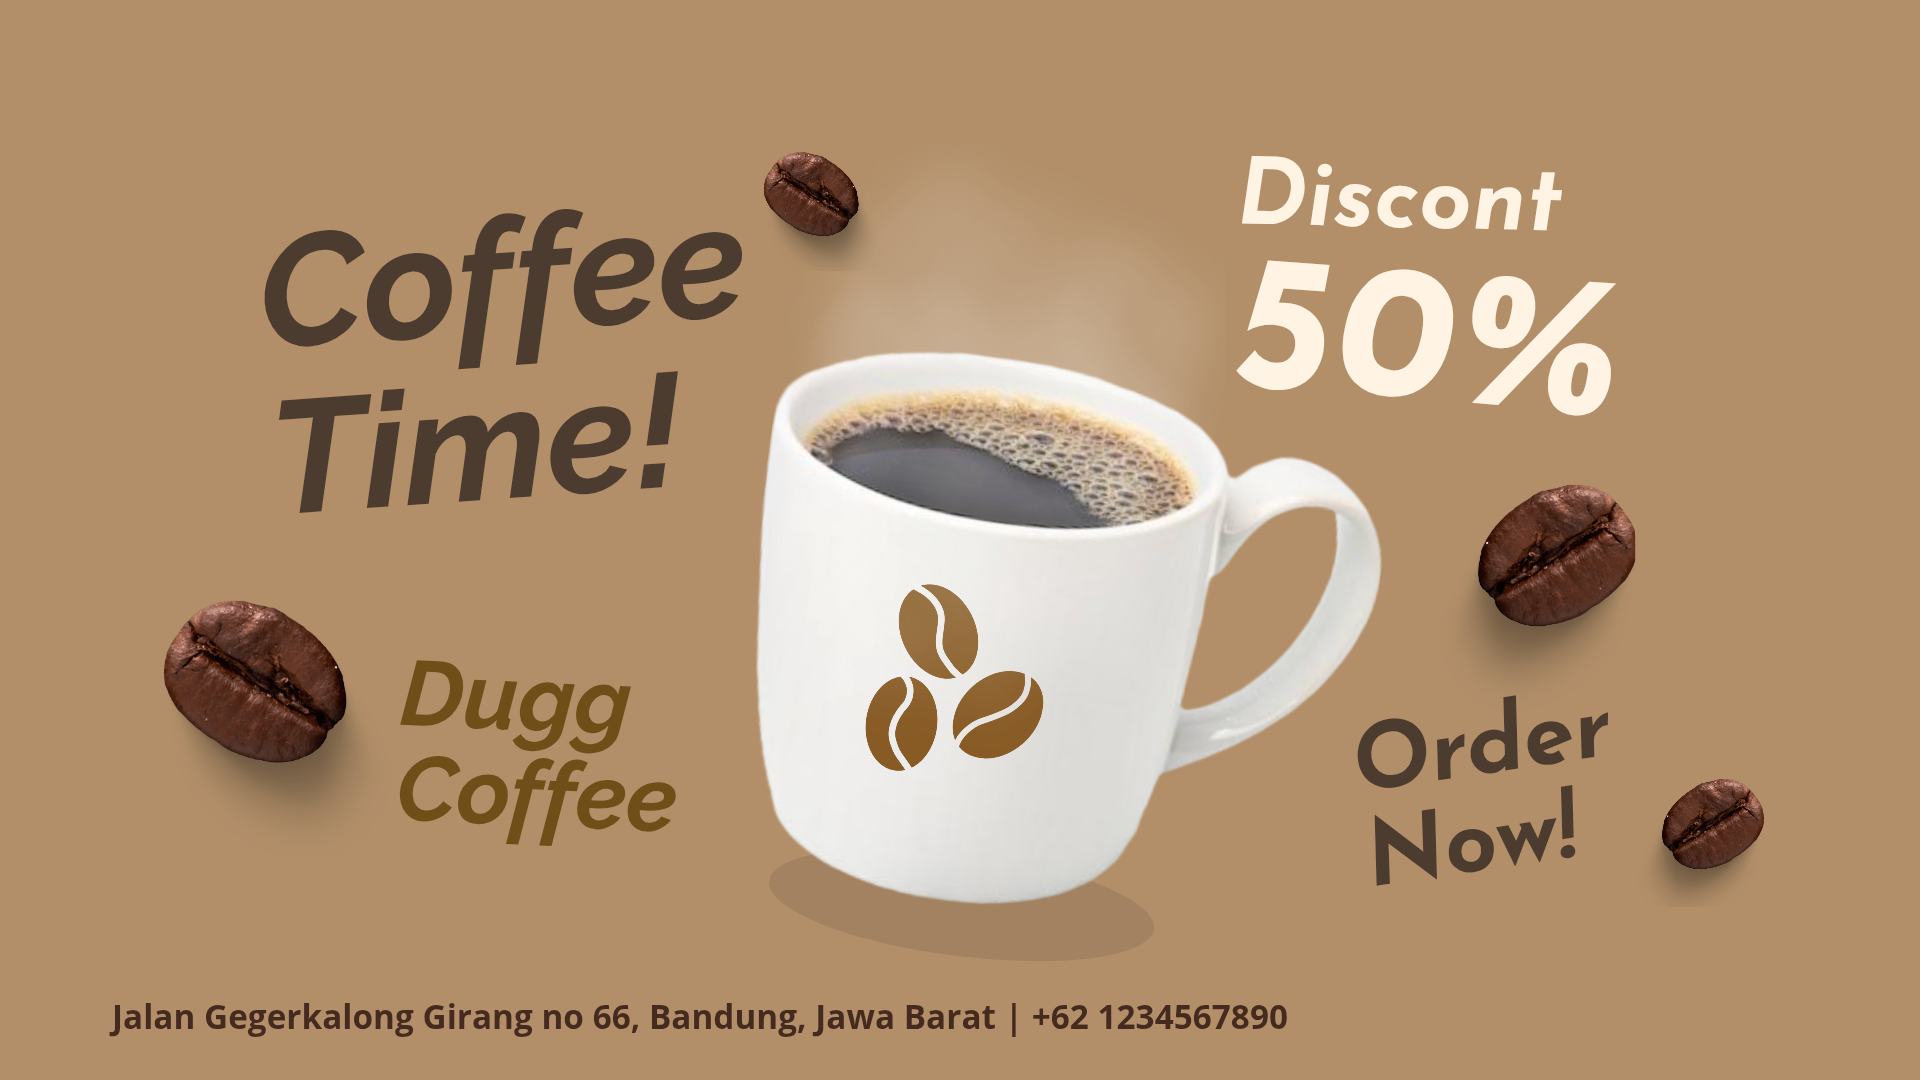 Coffee
Time!
Discont
50%
Dugg
Coffee
Order
Now!
Jalan Gegerkalong Girang no 66, Bandung, Jawa Barat | +62 1234567890